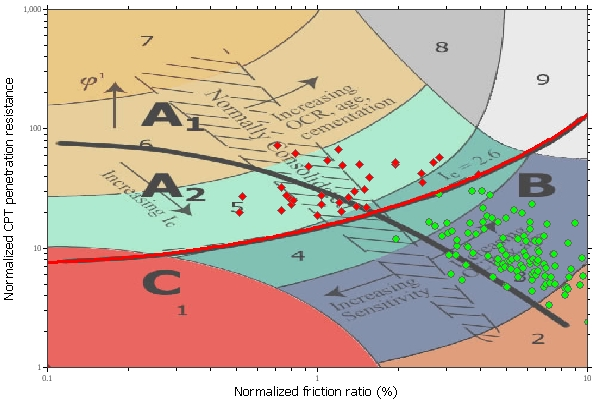 1,000
100
10
1
0.1
1
10
Normalized CPT penetration resistance
Normalized friction ratio (%)
7
8
9
φ'
A1
6
A2
5
4
B
3
C
1
2
Normally Consolidated
Increasing
OCR, age,
cementation
Increasing Ic
Ic = 2.6
Increasing
Sensitivity